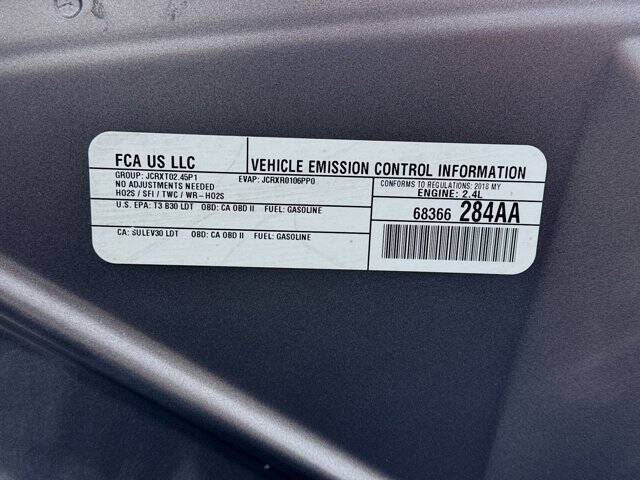 FCA US LLC
VEHICLE EMISSION CONTROL INFORMATION
GROUP: JCRXT02.45P1 EVAP: JCRXR0106PP0
NO ADJUSTMENTS NEEDED
HO2S / SFI / TWC / WR-HO2S
CONFORMS TO REGULATIONS: 2018 MY
ENGINE: 2.4L
U.S. EPA: T3 B30 LDT OBD: CA OBD II FUEL: GASOLINE
68366 284AA
CA: SULEV30 LDT OBD: CA OBD II FUEL: GASOLINE